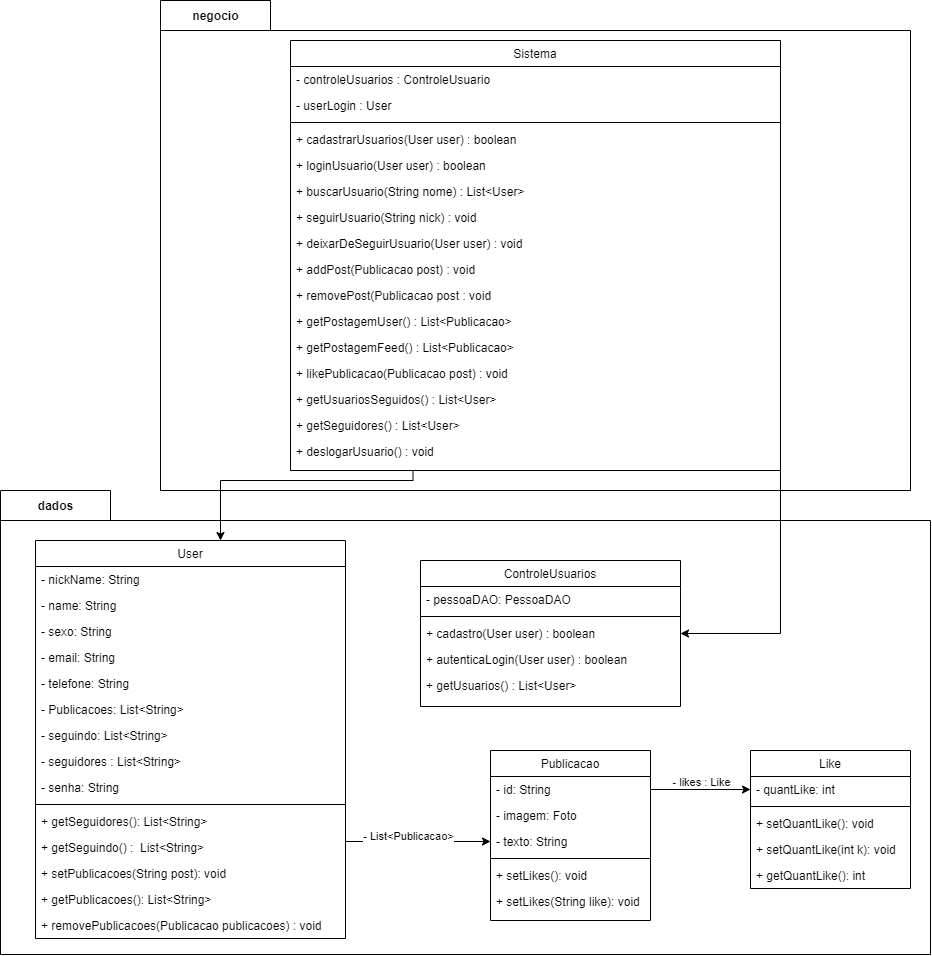 negocio
Sistema
- controleUsuarios : ControleUsuario
- userLogin : User
+ cadastrarUsuarios(User user) : boolean
+ loginUsuario(User user) : boolean
+ buscarUsuario(String nome) : List<User>
+ seguirUsuario(String nick) : void
+ deixarDeSeguirUsuario(User user) : void
+ addPost(Publicacao post) : void
+ removePost(Publicacao post : void
+ getPostagemUser() : List<Publicacao>
+ getPostagemFeed() : List<Publicacao>
+ likePublicacao(Publicacao post) : void
+ getUsuariosSeguidos() : List<User>
+ getSeguidores() : List<User>
+ deslogarUsuario() : void
dados
User
- nickName: String
- name: String
- sexo: String
- email: String
- telefone: String
- Publicacoes: List<String>
- seguindo: List<String>
- seguidores : List<String>
- senha: String
+ getSeguidores(): List<String>
+ getSeguindo() :  List<String>
+ setPublicacoes(String post): void
+ getPublicacoes(): List<String>
+ removePublicacoes(Publicacao publicacoes) : void
ControleUsuarios
- pessoaDAO: PessoaDAO
+ cadastro(User user) : boolean
+ autenticaLogin(User user) : boolean
+ getUsuarios() : List<User>
- List<Publicacao>
Publicacao
- id: String
- imagem: Foto
- texto: String
+ setLikes(): void
+ setLikes(String like): void
- likes : Like
Like
- quantLike: int
+ setQuantLike(): void
+ setQuantLike(int k): void
+ getQuantLike(): int